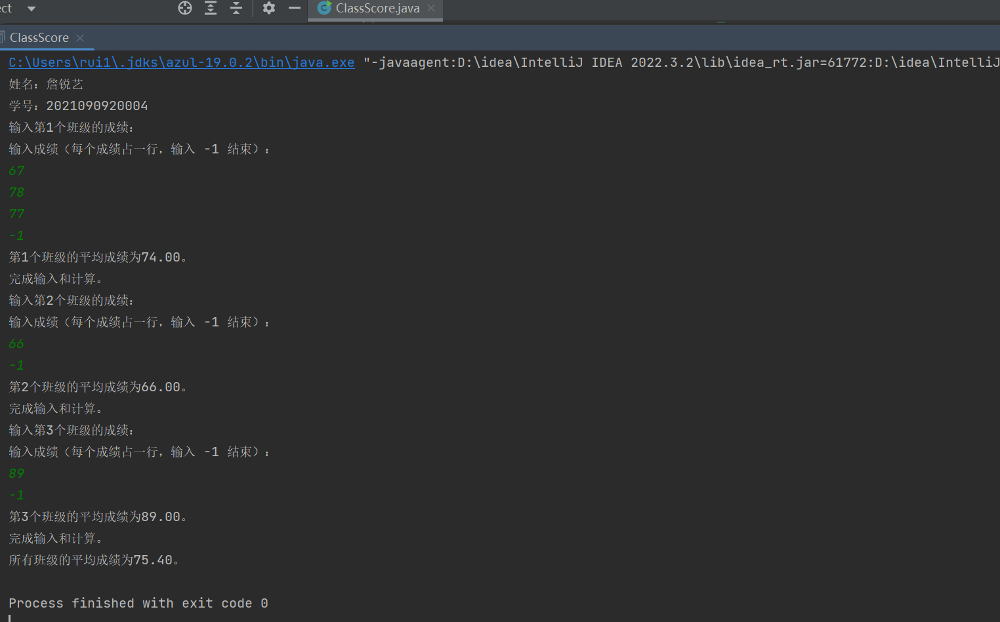 ct
ClassScore.java
ClassScore
C:\Users\rui1\.jdks\azul-19.0.2\bin\java.exe "-javaagent:D:\idea\IntelliJ IDEA 2022.3.2\lib\idea_rt.jar=61772:D:\idea\IntelliJ
姓名：詹锐艺
学号：2021090920004
输入第1个班级的成绩：
输入成绩（每个成绩占一行，输入 -1 结束）：
67
78
77
-1
第1个班级的平均成绩为74.00。
完成输入和计算。
输入第2个班级的成绩：
输入成绩（每个成绩占一行，输入 -1 结束）：
66
-1
第2个班级的平均成绩为66.00。
完成输入和计算。
输入第3个班级的成绩：
输入成绩（每个成绩占一行，输入 -1 结束）：
89
-1
第3个班级的平均成绩为89.00。
完成输入和计算。
所有班级的平均成绩为75.40。
Process finished with exit code 0